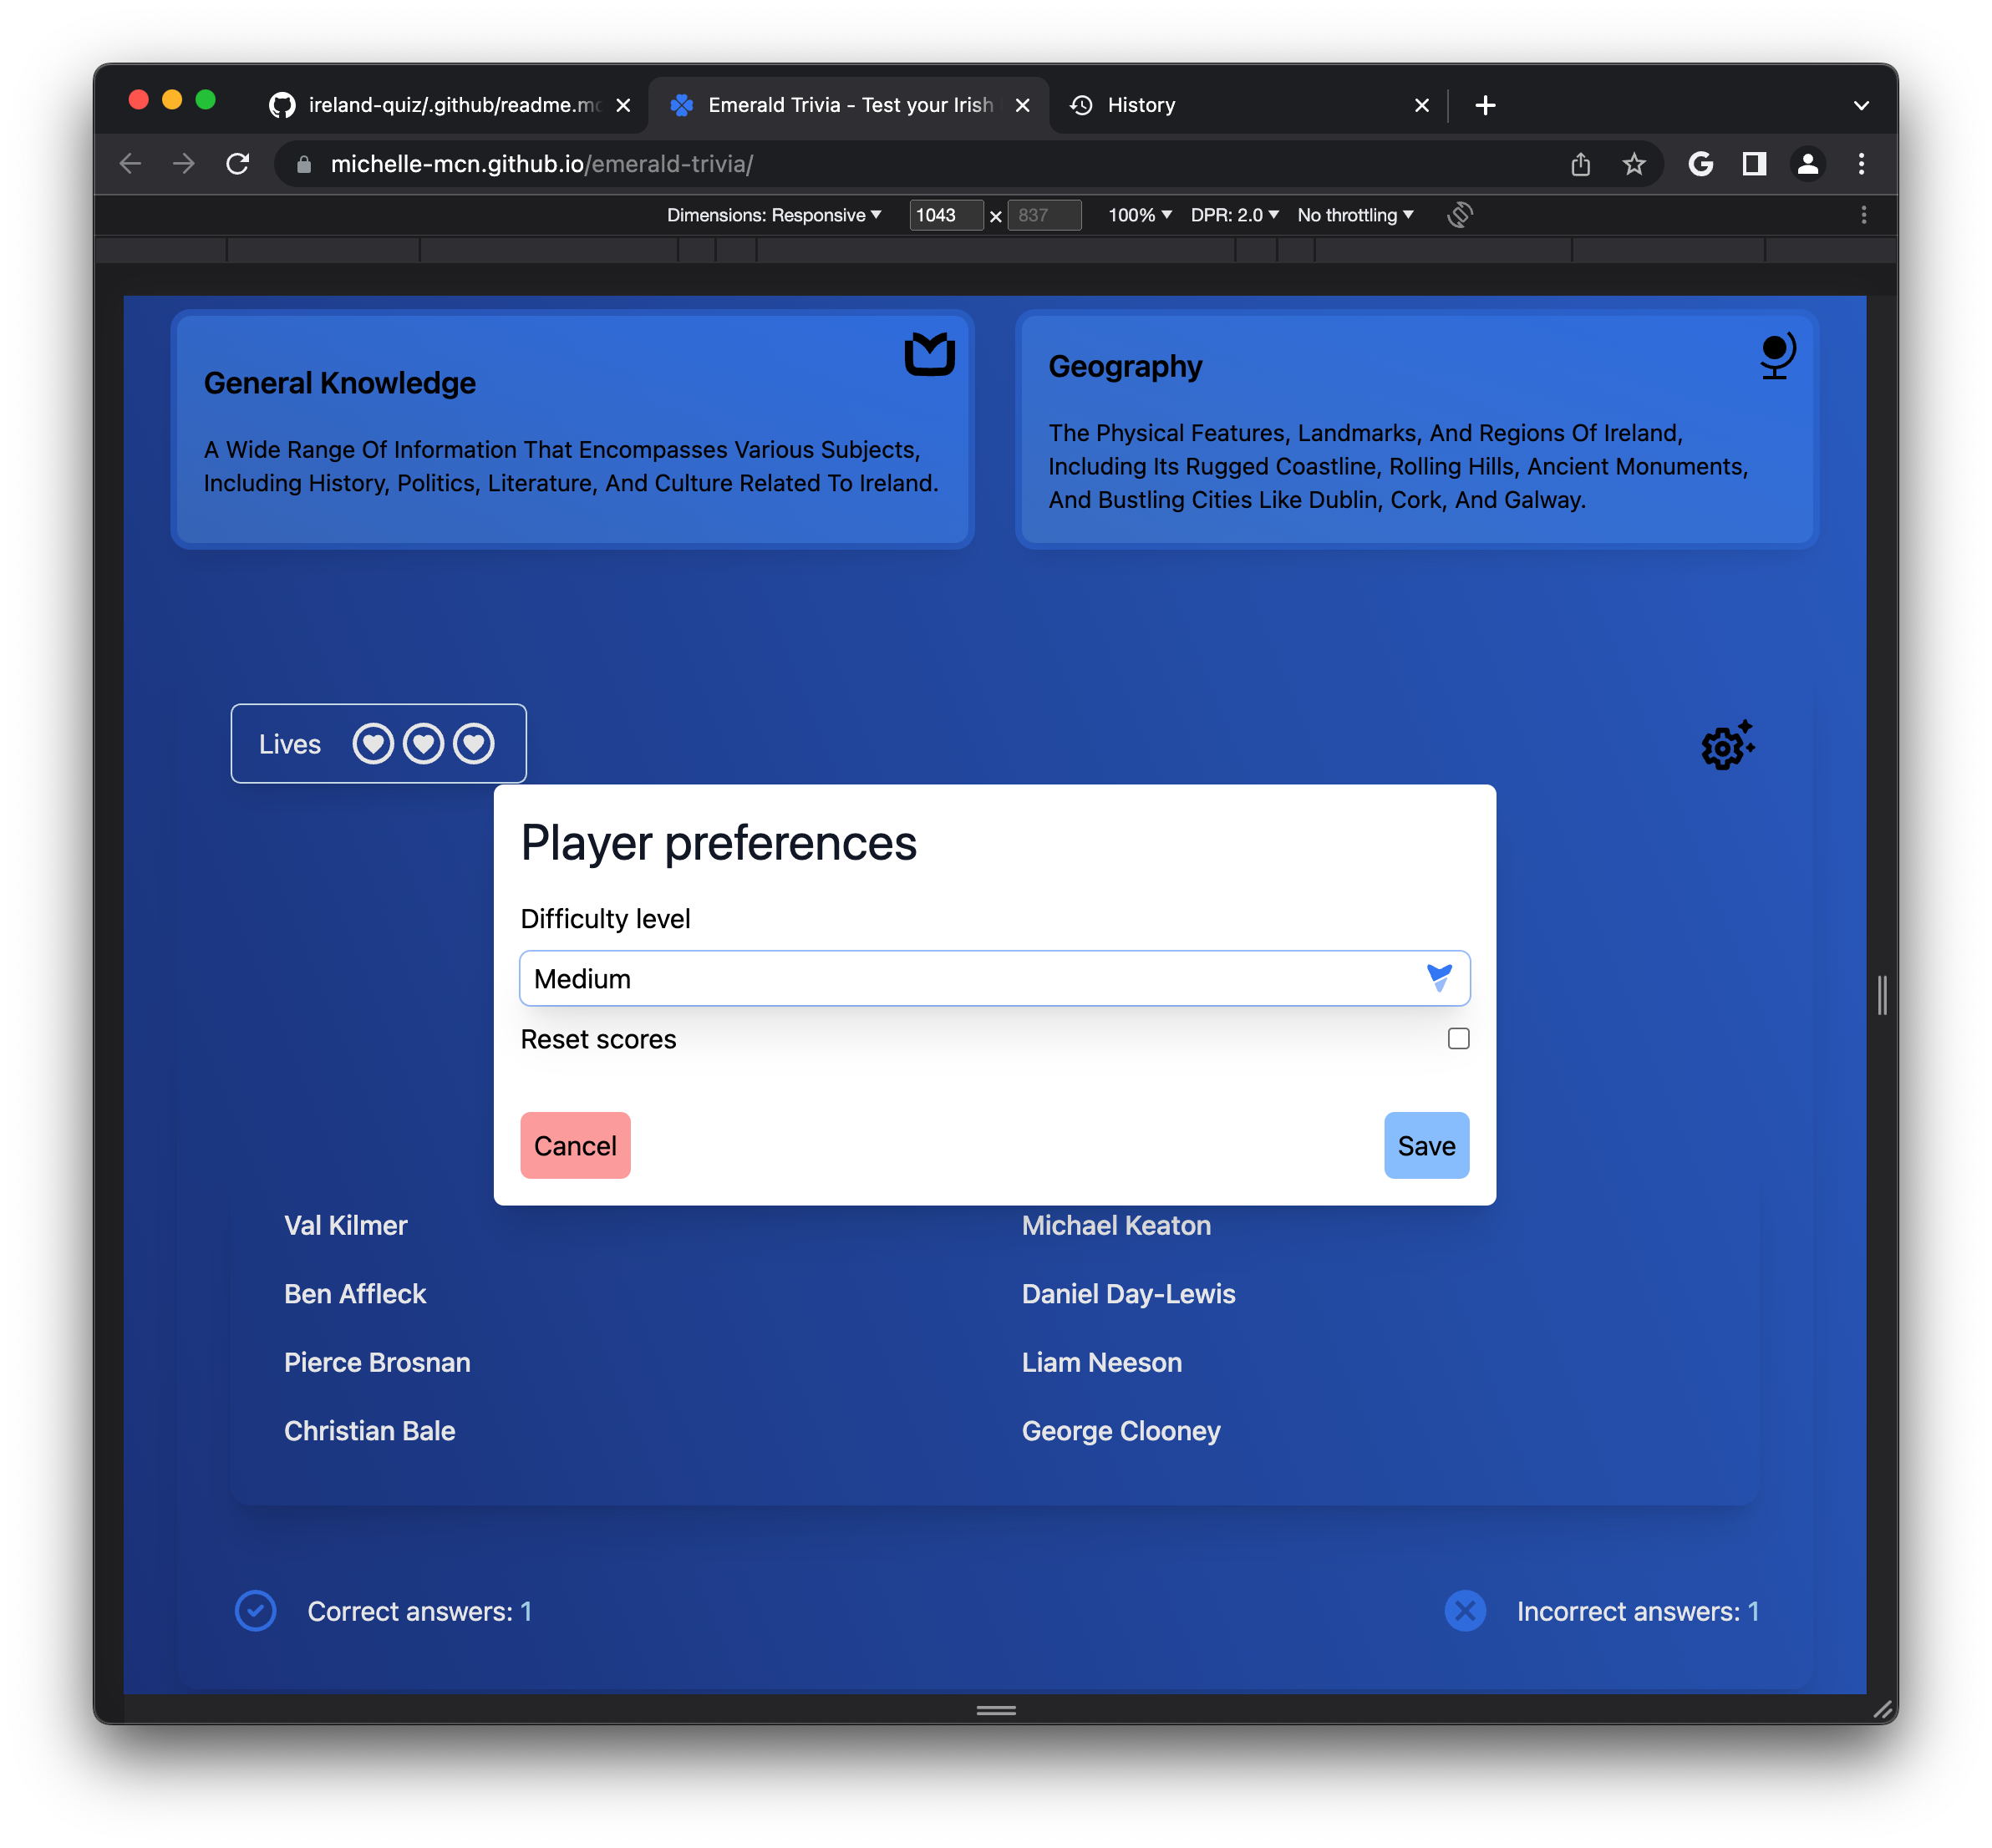 ireland-quiz/.github/readme.mc
Emerald Trivia - Test your Irish
History
michelle-mcn.github.io/emerald-trivia/
Dimensions: Responsive
1043
837
100%
DPR: 2.0
No throttling
General Knowledge
A Wide Range Of Information That Encompasses Various Subjects,
Including History, Politics, Literature, And Culture Related To Ireland.
Geography
The Physical Features, Landmarks, And Regions Of Ireland,
Including Its Rugged Coastline, Rolling Hills, Ancient Monuments,
And Bustling Cities Like Dublin, Cork, And Galway.
Lives
Player preferences
Difficulty level
Medium
Reset scores
Cancel
Save
Val Kilmer
Michael Keaton
Ben Affleck
Daniel Day-Lewis
Pierce Brosnan
Liam Neeson
Christian Bale
George Clooney
Correct answers: 1
Incorrect answers: 1